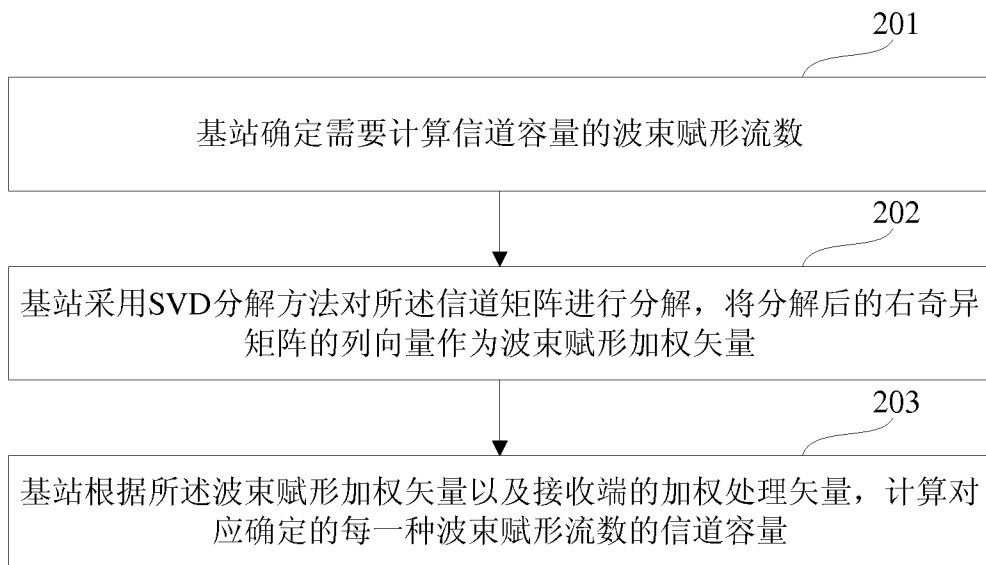 201
基站确定需要计算信道容量的波束赋形流数
202
基站采用SVD分解方法对所述信道矩阵进行分解，将分解后的右奇异
矩阵的列向量作为波束赋形加权矢量
203
基站根据所述波束赋形加权矢量以及接收端的加权处理矢量，计算对
应确定的每一种波束赋形流数的信道容量